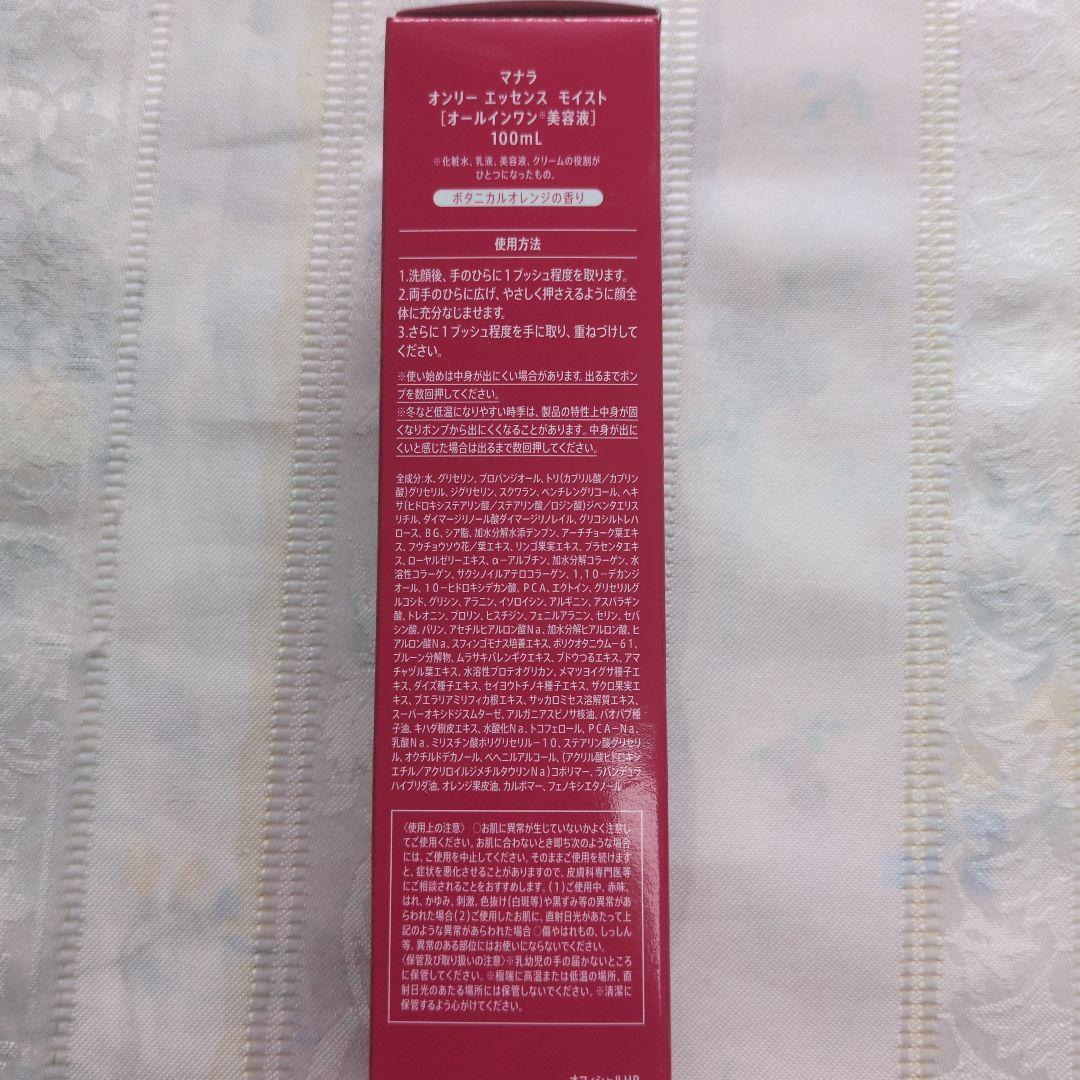 マナラ
オンリー エッセンス モイスト
[オールインワン※美容液]
100mL
※化粧水、乳液、美容液、クリームの役割が
ひとつになったもの。
ボタニカルオレンジの香り
使用方法
1.洗顔後、手のひらに1プッシュ程度を取ります。
2.両手のひらに広げ、やさしく押さえるように顔全
体に充分なじませます。
3.さらに1プッシュ程度を手に取り、重ねづけして
ください。
※使い始めは中身が出にくい場合があります。出るまでポン
プを数回押してください。
※冬など低温になりやすい時季は、製品の特性上中身が固
くなりポンプから出にくくなることがあります。中身が出に
くいと感じた場合は出るまで数回押してください。
全成分:水、グリセリン、プロパンジオール、トリ(カプリル酸/カプリン
酸)グリセリル、ジグリセリン、スクワラン、ペンチレングリコール、ヘキ
サ(ヒドロキシステアリン酸/ステアリン酸/ロジン酸)ジペンタエリス
リチル、ダイマージリノール酸ダイマージリノレイル、グリコシルトレハ
ロース、BG、シア脂、加水分解水添デンプン、アーチチョーク葉エキ
ス、フウチョウソウ花/葉エキス、リンゴ果実エキス、プラセンタエキ
ス、ローヤルゼリーエキス、α-アルブチン、加水分解コラーゲン、水
溶性コラーゲン、サクシノイルアテロコラーゲン、1,10-デカンジ
オール、10-ヒドロキシデカン酸、PCA、エクトイン、グリセリルグ
ルコシド、グリシン、アラニン、イソロイシン、アルギニン、アスパラギン
酸、トレオニン、プロリン、ヒスチジン、フェニルアラニン、セリン、セバ
シン酸、バリン、アセチルヒアルロン酸Na、加水分解ヒアルロン酸、ヒ
アルロン酸Na、スフィンゴモナス培養エキス、ポリクオタニウム-61、
プルーン分解物、ムラサキバレンギクエキス、ブドウつるエキス、アマ
チャヅル葉エキス、水溶性プロテオグリカン、メマツヨイグサ種子エ
キス、ダイズ種子エキス、セイヨウトチノキ種子エキス、ザクロ果実エ
キス、プエラリアミリフィカ根エキス、サッカロミセス溶解質エキス、
スーパーオキシドジスムターゼ、アルガニアスピノサ核油、バオバブ種
子油、キハダ樹皮エキス、水酸化Na、トコフェロール、PCA-Na、
乳酸Na、ミリスチン酸ポリグリセリル-10、ステアリン酸グリセリ
ル、オクチルドデカノール、ベヘニルアルコール、(アクリル酸ヒドロキシ
エチル/アクリロイルジメチルタウリンNa)コポリマー、ラバンデュラ
ハイブリダ油、オレンジ果皮油、カルボマー、フェノキシエタノール
〈使用上の注意〉 ○お肌に異常が生じていないかよく注意し
てご使用ください。お肌に合わないとき即ち次のような場合
には、ご使用を中止してください。そのままご使用を続けます
と、症状を悪化させることがありますので、皮膚科専門医等
にご相談されることをおすすめします。(1)ご使用中、赤味、
はれ、かゆみ、刺激、色抜け(白斑等)や黒ずみ等の異常があ
らわれた場合(2)ご使用したお肌に、直射日光があたって上
記のような異常があらわれた場合 ○傷やはれもの、しっしん
等、異常のある部位にはお使いにならないでください。
〈保管及び取り扱いの注意〉※乳幼児の手の届かないところ
に保管してください。※極端に高温または低温の場所、直
射日光のあたる場所には保管しないでください。※清潔に
保管するよう心がけてください。
オフィシャルHP